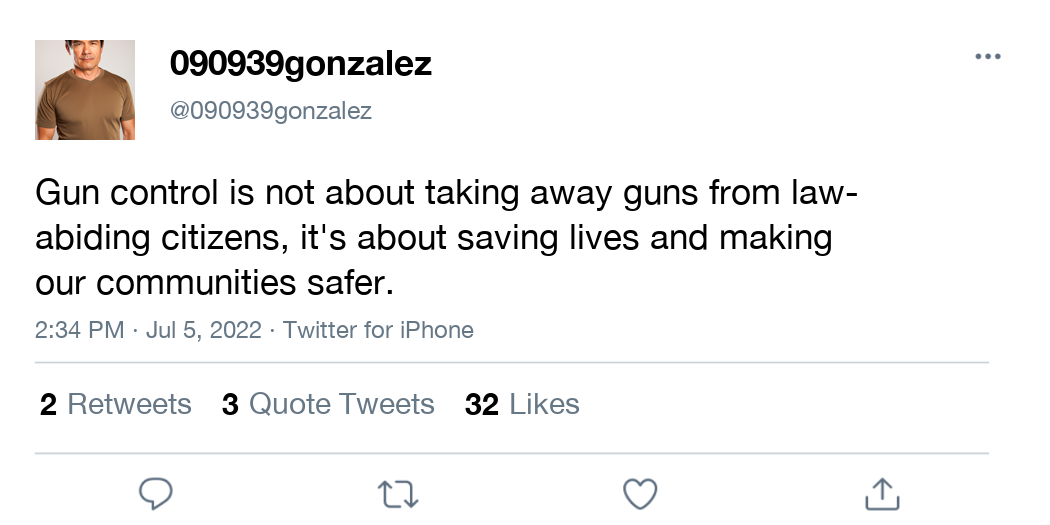 090939gonzalez
@090939gonzalez
Gun control is not about taking away guns from law-
abiding citizens, it's about saving lives and making
our communities safer.
2:34 PM · Jul 5, 2022 · Twitter for iPhone
2 Retweets 3 Quote Tweets 32 Likes